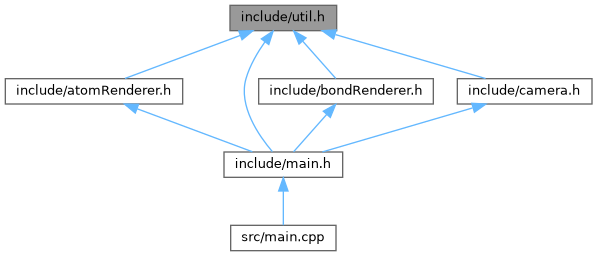 include/util.h
include/atomRenderer.h
include/bondRenderer.h
include/camera.h
include/main.h
src/main.cpp